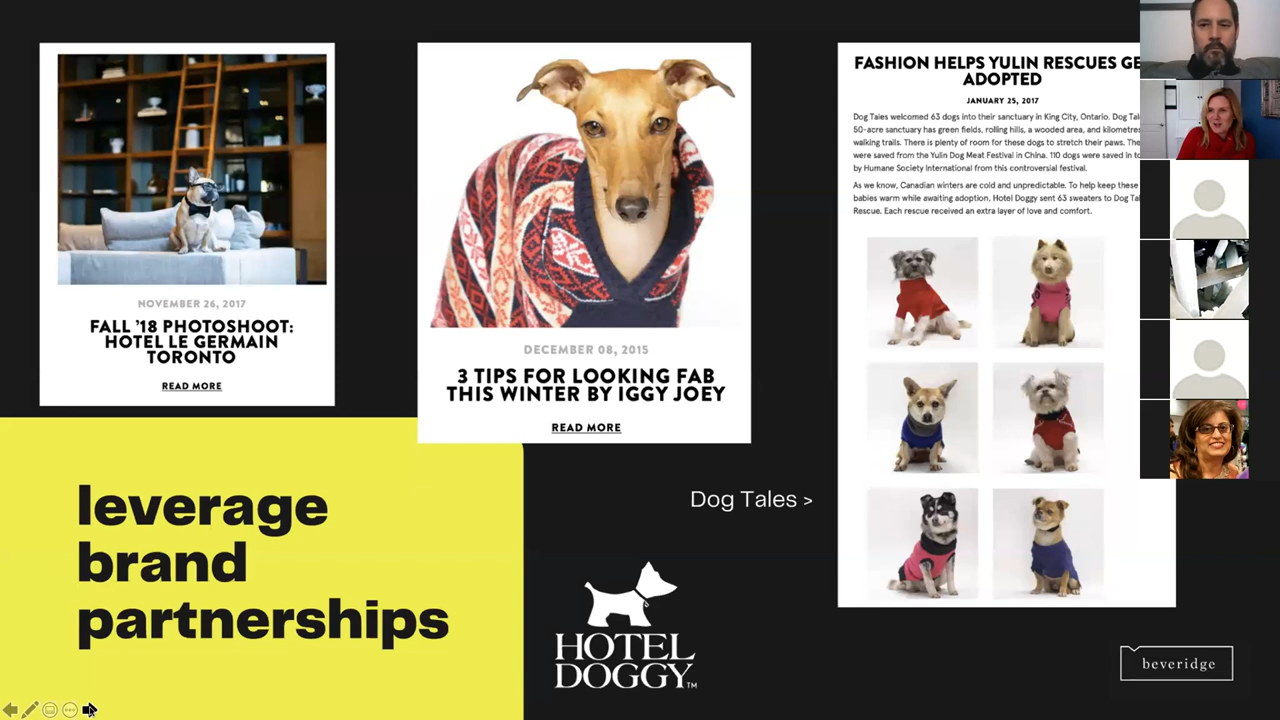 NOVEMBER 26, 2017
FALL '18 PHOTOSHOOT:
HOTEL LE GERMAIN
TORONTO
READ MORE
DECEMBER 08, 2015
3 TIPS FOR LOOKING FAB
THIS WINTER BY IGGY JOEY
READ MORE
FASHION HELPS YULIN RESCUES GE
ADOPTED
JANUARY 25, 2017
Dog Tales welcomed 63 dogs into their sanctuary in King City, Ontario. Dog Tal
50-acre sanctuary has green fields, rolling hills, a wooded area, and kilometre
walking trails. There is plenty of room for these dogs to stretch their paws. The
were saved from the Yulin Dog Meat Festival in China. 110 dogs were saved in to
by Humane Society International from this controversial festival.
As we know, Canadian winters are cold and unpredictable. To help keep these
babies warm while awaiting adoption, Hotel Doggy sent 63 sweaters to Dog Tal
Rescue. Each rescue received an extra layer of love and comfort.
leverage
brand
partnerships
Dog Tales >
HOTEL
DOGGY™
beveridge